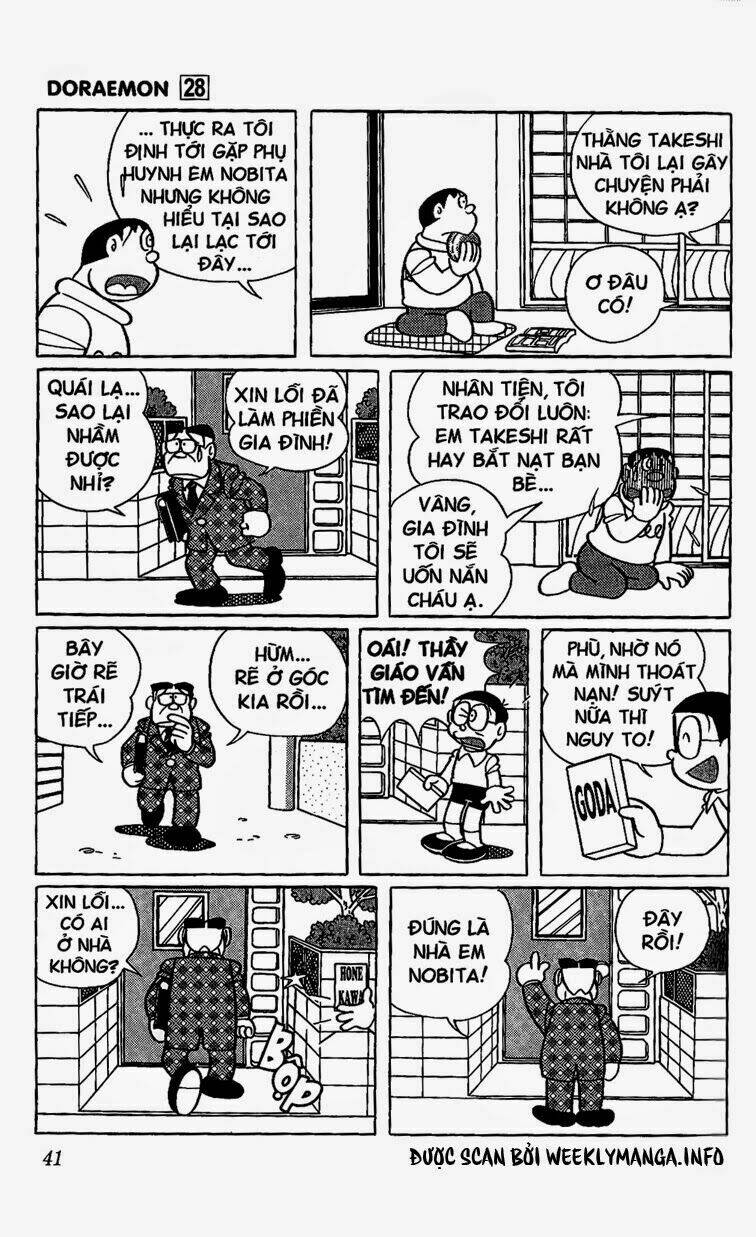 DORAEMON 28
THẰNG TAKESHI
NHÀ TÔI LẠI GÂY
CHUYỆN PHẢI
KHÔNG Ạ?
Ơ ĐÂU
CÓ!
... THỰC RA TÔI
ĐỊNH TỚI GẶP PHỤ
HUYNH EM NOBITA
NHƯNG KHÔNG
HIỂU TẠI SAO
LẠI LẠC TỚI
ĐÂY...
NHÂN TIỆN, TÔI
TRAO ĐỔI LUÔN:
EM TAKESHI RẤT
HAY BẮT NẠT BẠN
BÈ...
VÂNG,
GIA ĐÌNH
TÔI SẼ
UỐN NẮN
CHÁU Ạ.
XIN LỖI ĐÃ
LÀM PHIỀN
GIA ĐÌNH!
QUÁI LẠ...
SAO LẠI
NHẦM
ĐƯỢC
NHỈ?
PHÙ, NHỜ NÓ
MÀ MÌNH THOÁT
NẠN! SUÝT
NỮA THÌ
NGUY TO!
GODA
OÁI! THẦY
GIÁO VẪN
TÌM ĐẾN!
HỪM...
RẼ Ở GÓC
KIA RỒI...
BÂY
GIỜ RẼ
TRÁI
TIẾP...
ĐÂY
RỒI!
ĐÚNG LÀ
NHÀ EM
NOBITA!
XIN LỖI...
CÓ AI
Ở NHÀ
KHÔNG?
HONE
KAWA
BỘP
41
ĐƯỢC SCAN BỞI WEEKLYMANGA.INFO